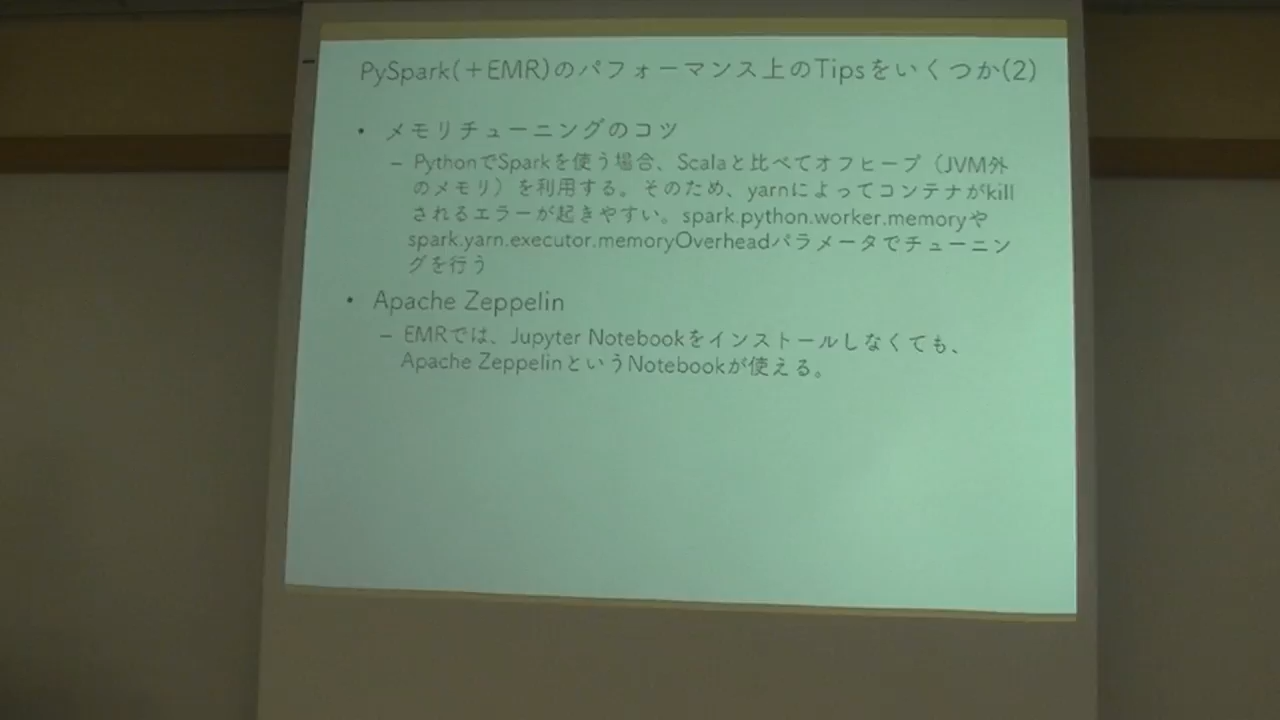 PySpark(+EMR)のパフォーマンス上のTipsをいくつか(2)
• メモリチューニングのコツ
– PythonでSparkを使う場合、Scalaと比べてオフヒープ（JVM外
のメモリ）を利用する。そのため、yarnによってコンテナがkill
されるエラーが起きやすい。spark.python.worker.memoryや
spark.yarn.executor.memoryOverheadパラメータでチューニン
グを行う
• Apache Zeppelin
– EMRでは、Jupyter Notebookをインストールしなくても、
Apache ZeppelinというNotebookが使える。